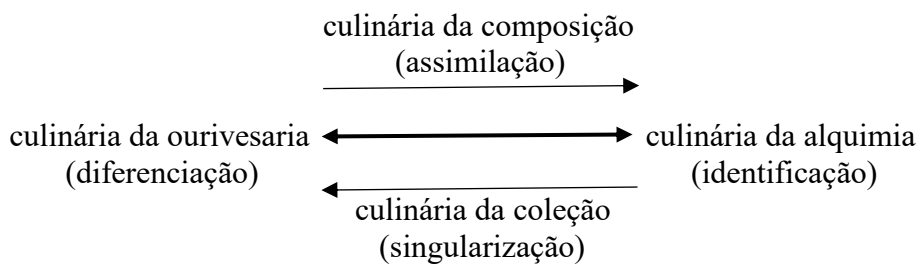 culinária da composição
(assimilação)
culinária da ourivesaria
(diferenciação)
culinária da alquimia
(identificação)
culinária da coleção
(singularização)